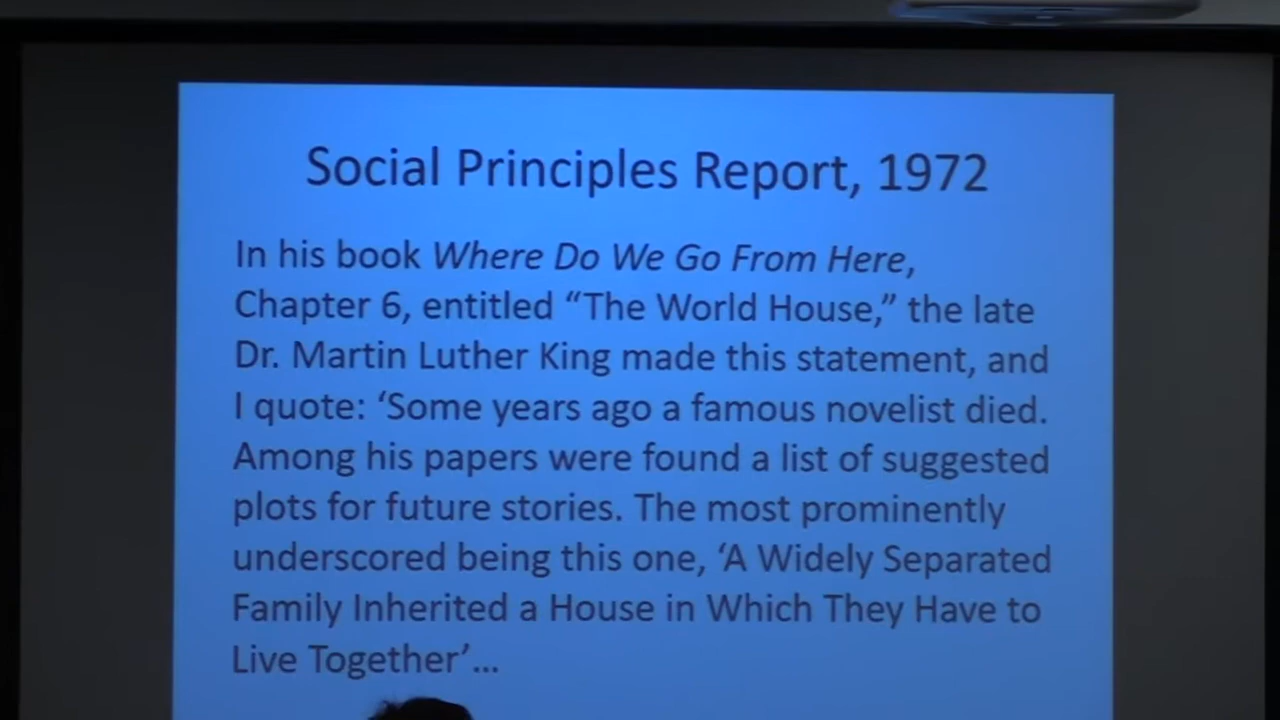 Social Principles Report, 1972
In his book Where Do We Go From Here,
Chapter 6, entitled “The World House,” the late
Dr. Martin Luther King made this statement, and
I quote: ‘Some years ago a famous novelist died.
Among his papers were found a list of suggested
plots for future stories. The most prominently
underscored being this one, ‘A Widely Separated
Family Inherited a House in Which They Have to
Live Together’...